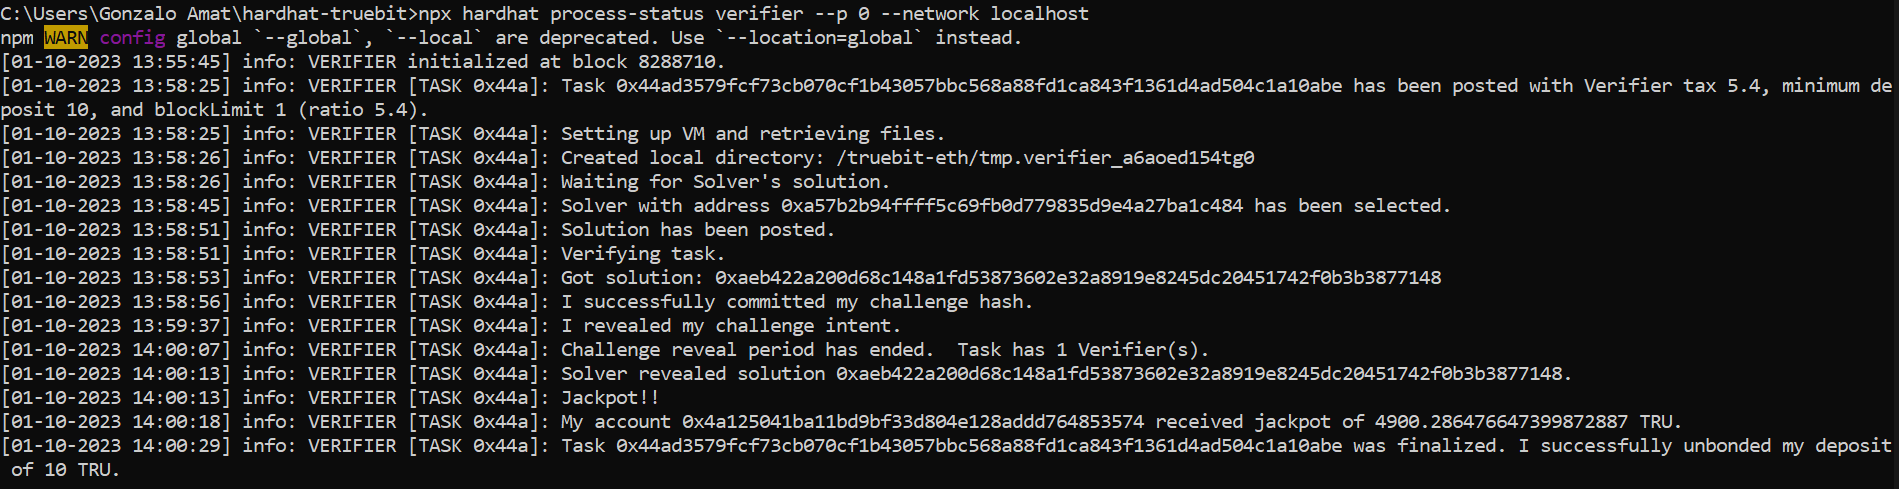 C:\Users\Gonzalo Amat\hardhat-truebit>npx hardhat process-status verifier --p 0 --network localhost
npm WARN config global `--global`, `--local` are deprecated. Use `--location=global` instead.
[01-10-2023 13:55:45] info: VERIFIER initialized at block 8288710.
[01-10-2023 13:58:25] info: VERIFIER [TASK 0x44a]: Task 0x44ad3579fcf73cb070cf1b43057bbc568a88fd1ca843f1361d4ad504c1a10abe has been posted with Verifier tax 5.4, minimum de
posit 10, and blockLimit 1 (ratio 5.4).
[01-10-2023 13:58:25] info: VERIFIER [TASK 0x44a]: Setting up VM and retrieving files.
[01-10-2023 13:58:26] info: VERIFIER [TASK 0x44a]: Created local directory: /truebit-eth/tmp.verifier_a6aoed154tg0
[01-10-2023 13:58:26] info: VERIFIER [TASK 0x44a]: Waiting for Solver's solution.
[01-10-2023 13:58:45] info: VERIFIER [TASK 0x44a]: Solver with address 0xa57b2b94ffff5c69fb0d779835d9e4a27ba1c484 has been selected.
[01-10-2023 13:58:51] info: VERIFIER [TASK 0x44a]: Solution has been posted.
[01-10-2023 13:58:51] info: VERIFIER [TASK 0x44a]: Verifying task.
[01-10-2023 13:58:53] info: VERIFIER [TASK 0x44a]: Got solution: 0xaeb422a200d68c148a1fd53873602e32a8919e8245dc20451742f0b3b3877148
[01-10-2023 13:58:56] info: VERIFIER [TASK 0x44a]: I successfully committed my challenge hash.
[01-10-2023 13:59:37] info: VERIFIER [TASK 0x44a]: I revealed my challenge intent.
[01-10-2023 14:00:07] info: VERIFIER [TASK 0x44a]: Challenge reveal period has ended.  Task has 1 Verifier(s).
[01-10-2023 14:00:13] info: VERIFIER [TASK 0x44a]: Solver revealed solution 0xaeb422a200d68c148a1fd53873602e32a8919e8245dc20451742f0b3b3877148.
[01-10-2023 14:00:13] info: VERIFIER [TASK 0x44a]: Jackpot!!
[01-10-2023 14:00:18] info: VERIFIER [TASK 0x44a]: My account 0x4a125041ba11bd9bf33d804e128addd764853574 received jackpot of 4900.286476647399872887 TRU.
[01-10-2023 14:00:29] info: VERIFIER [TASK 0x44a]: Task 0x44ad3579fcf73cb070cf1b43057bbc568a88fd1ca843f1361d4ad504c1a10abe was finalized. I successfully unbonded my deposit
 of 10 TRU.